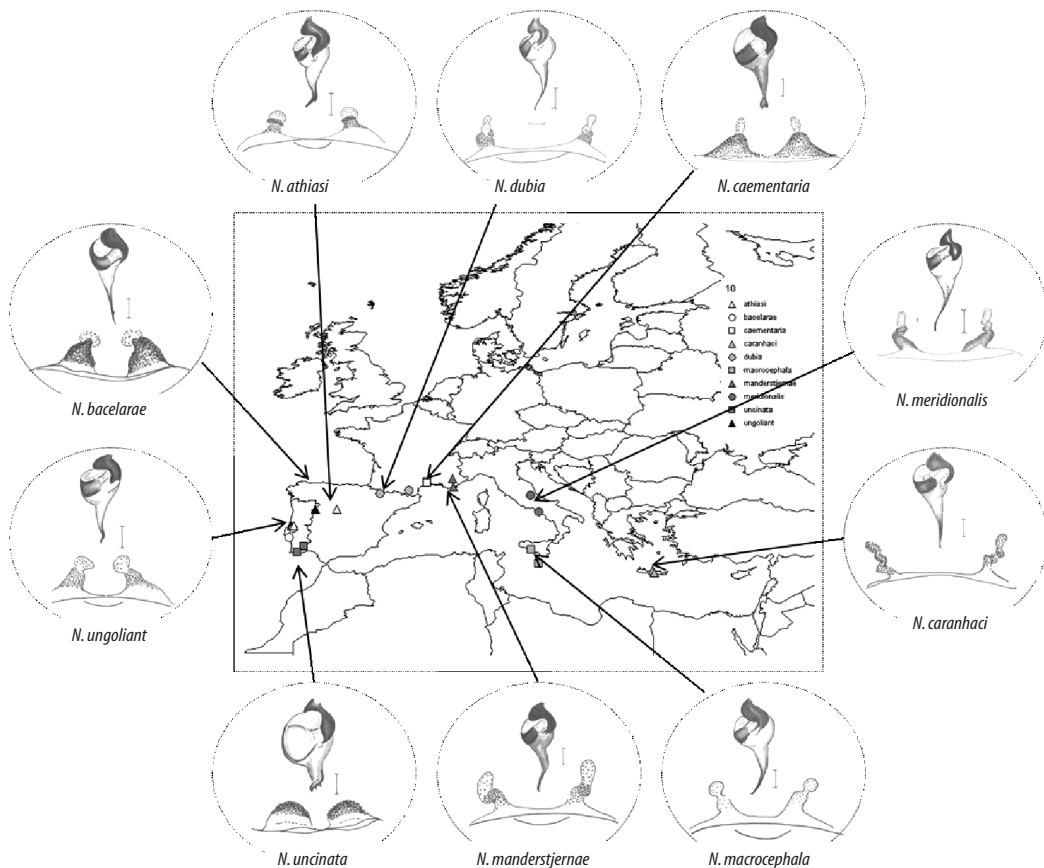 N. athiasi
N. dubia
N. caementaria
N. bacelarae
N. meridionalis
10
athiasi
bacelarae
caementaria
caranhaci
dubia
macrocephala
manderstjernae
meridionalis
uncinata
ungoliant
N. ungoliant
N. caranhaci
N. uncinata
N. manderstjernae
N. macrocephala